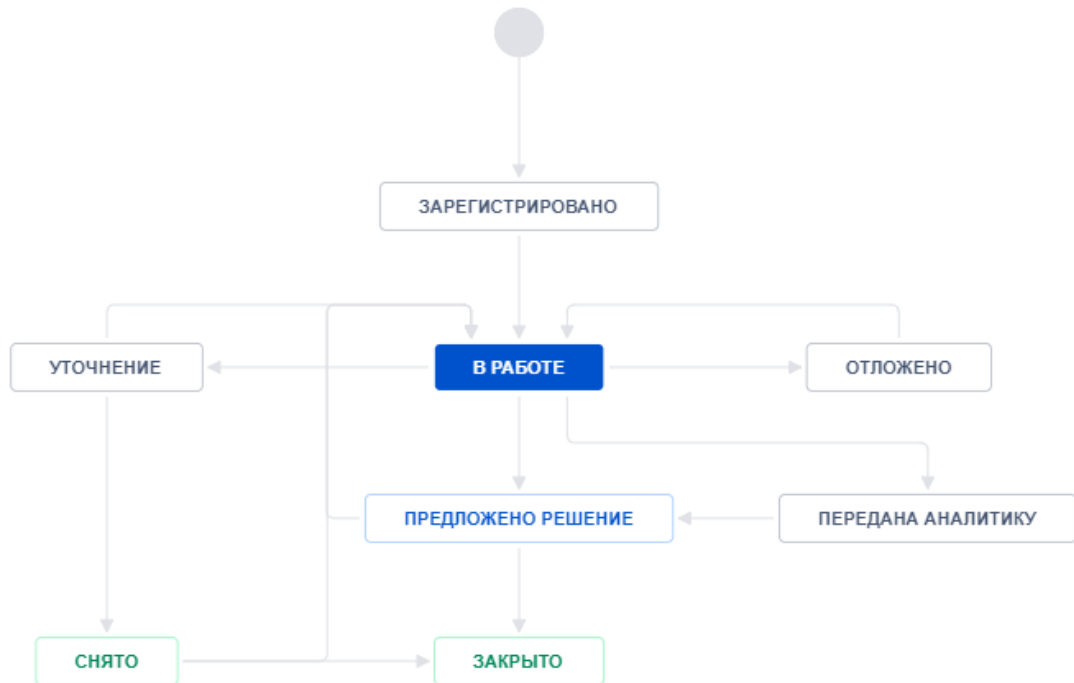 ЗАРЕГИСТРИРОВАНО
УТОЧНЕНИЕ
В РАБОТЕ
ОТЛОЖЕНО
ПРЕДЛОЖЕНО РЕШЕНИЕ
ПЕРЕДАНА АНАЛИТИКУ
СНЯТО
ЗАКРЫТО